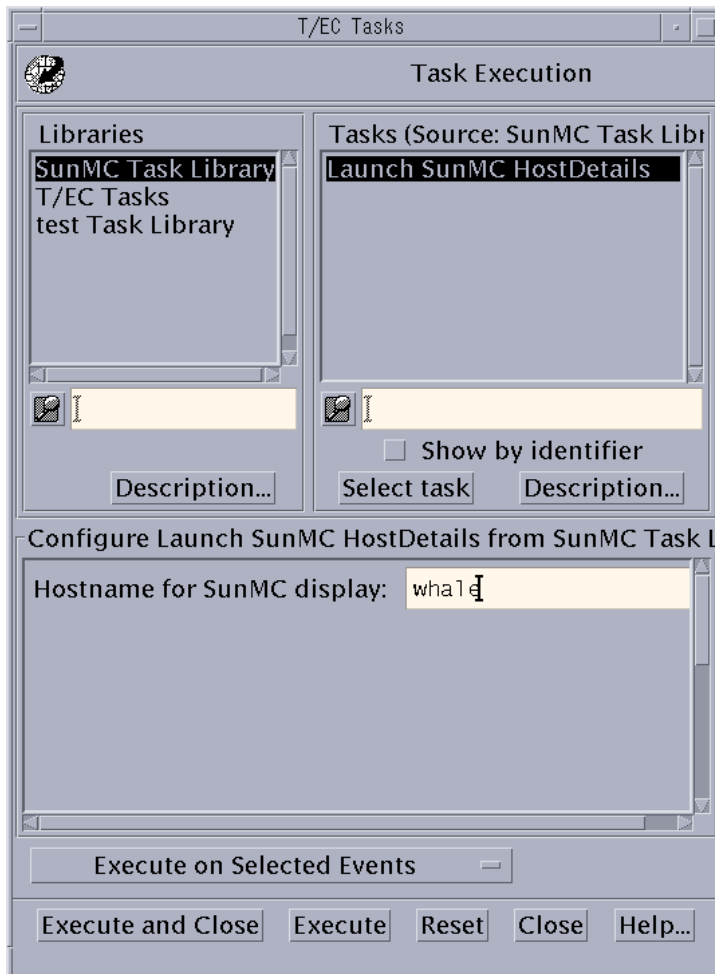 T/EC Tasks
Task Execution
Libraries
SunMC Task Library
T/EC Tasks
test Task Library
Description...
Tasks (Source: SunMC Task Libr
Launch SunMC HostDetails
Show by identifier
Select task
Description...
Configure Launch SunMC HostDetails from SunMC Task L
Hostname for SunMC display: whale
Execute on Selected Events
Execute and Close Execute Reset Close Help...